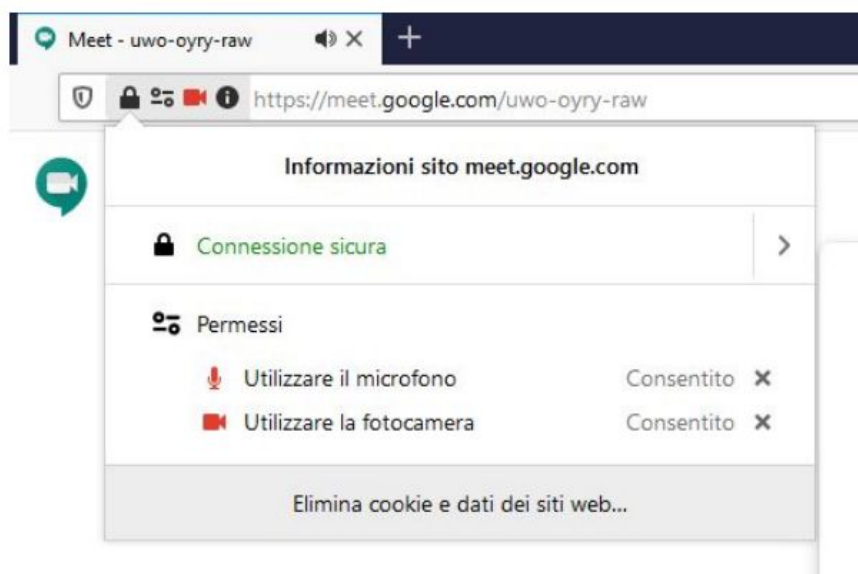 Meet - uwo-oyry-raw
https://meet.google.com/uwo-oyry-raw
Informazioni sito meet.google.com
Connessione sicura
Permessi
Utilizzare il microfono Consentito
Utilizzare la fotocamera Consentito
Elimina cookie e dati dei siti web...